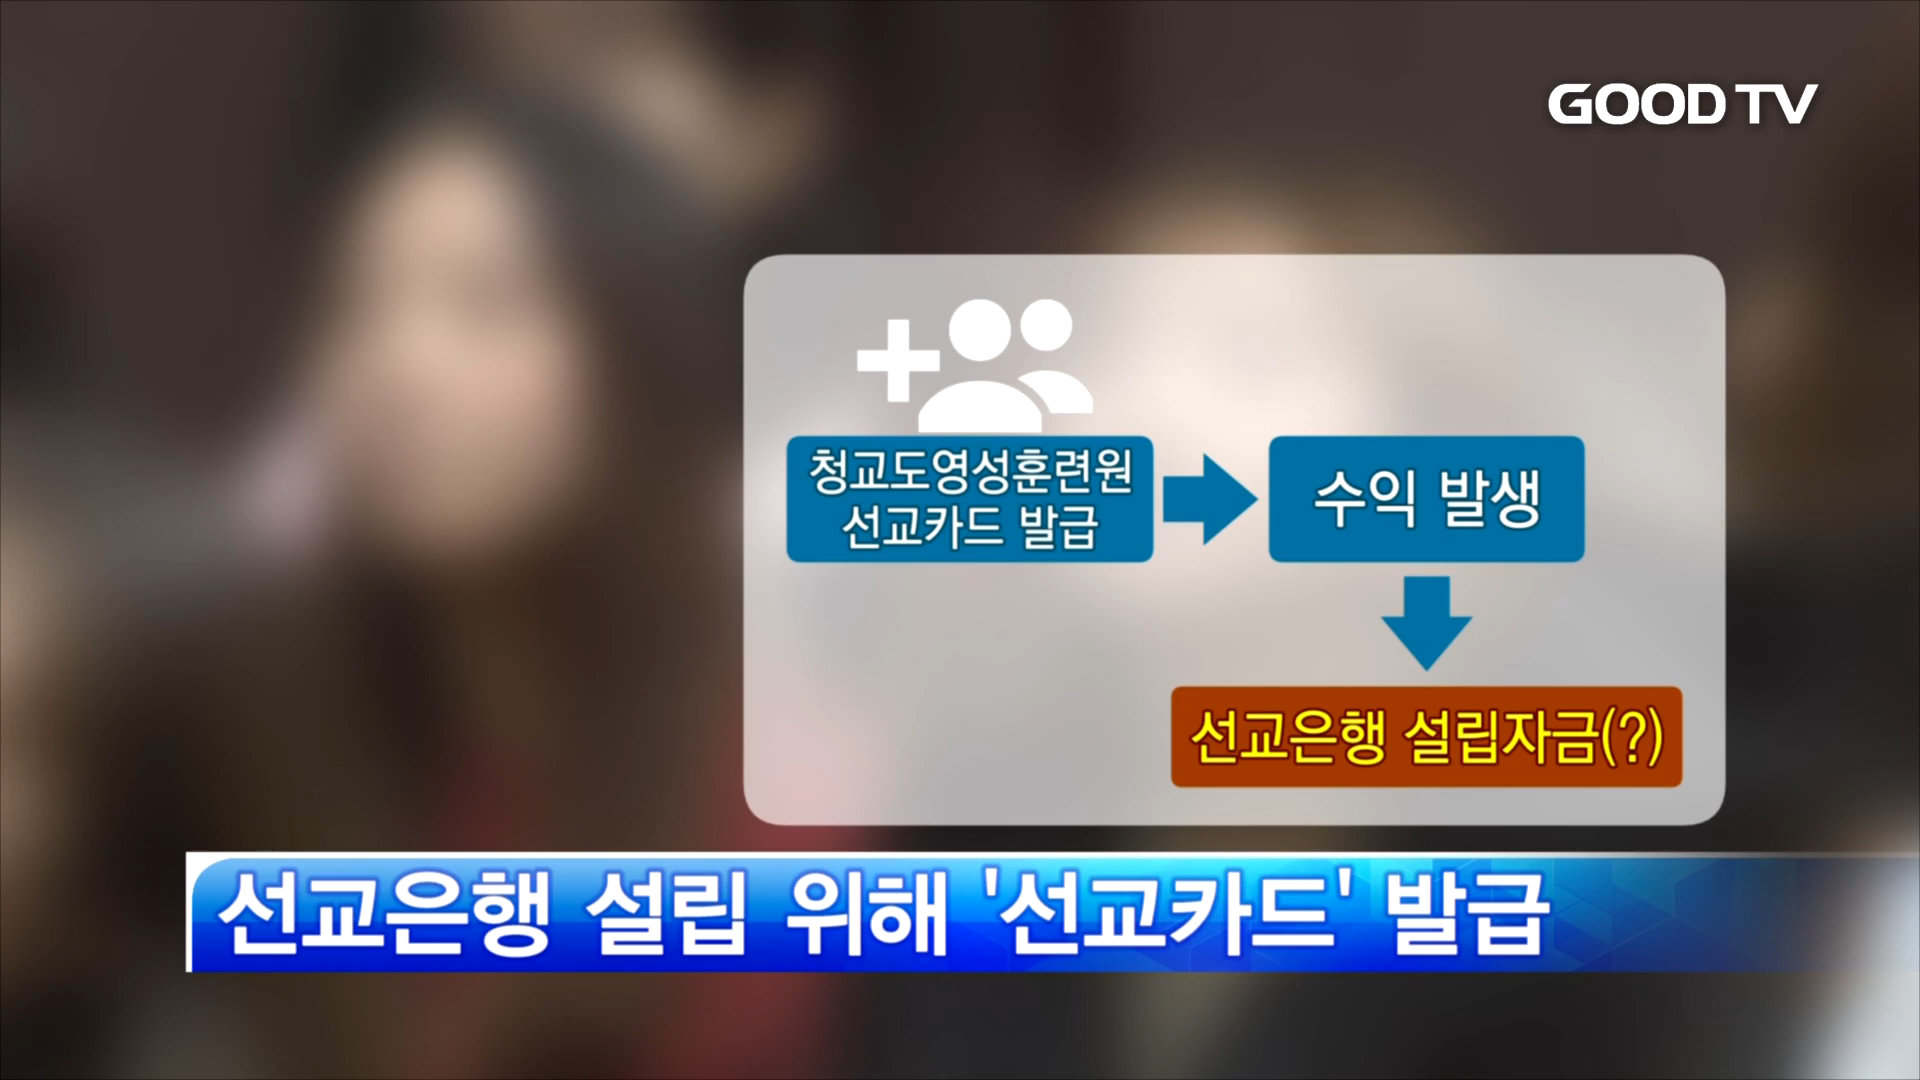 GOOD TV
청교도영성훈련원
선교카드 발급
수익 발생
선교은행 설립자금(?)
선교은행 설립 위해 '선교카드' 발급